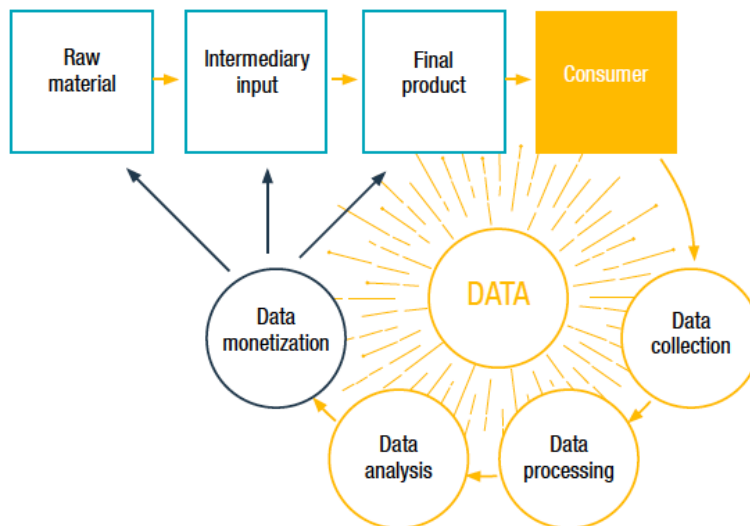 Raw
material
Intermediary
input
Final
product
Consumer
DATA
Data
monetization
Data
collection
Data
analysis
Data
processing